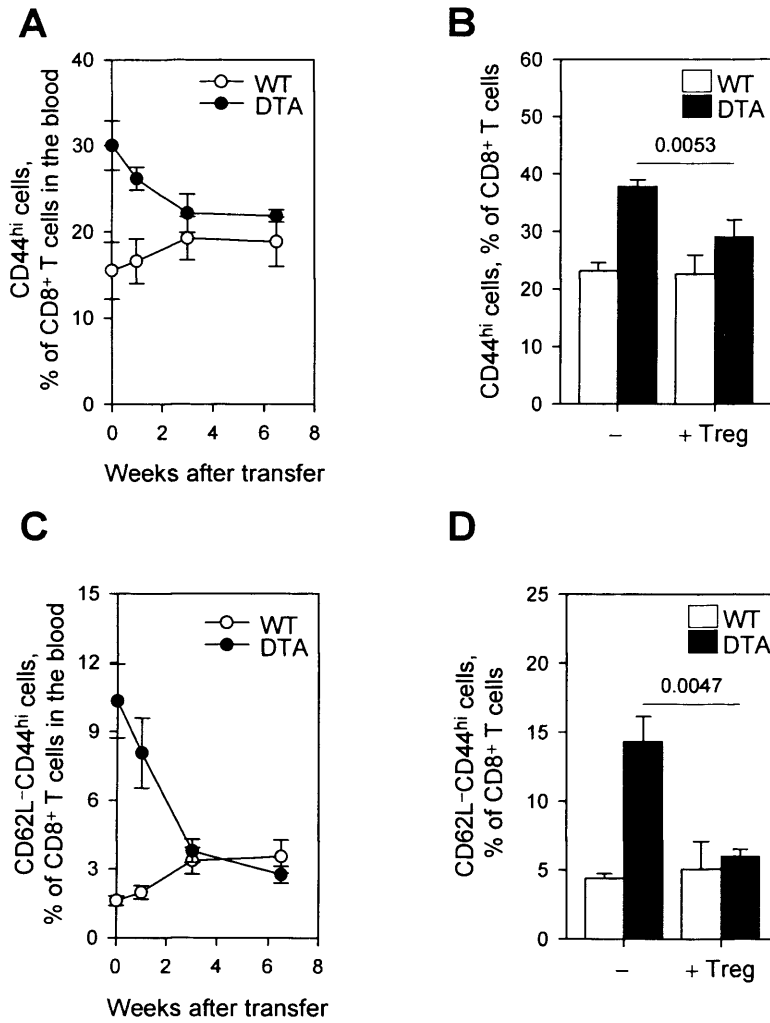 A
CD44hi cells,
% of CD8+ T cells in the blood
40
30
20
10
0
WT
DTA
0 2 4 6 8
Weeks after transfer
B
CD44hi cells, % of CD8+ T cells
60
50
40
30
20
10
0
WT
DTA
0.0053
– + Treg
C
CD62L–CD44hi cells,
% of CD8+ T cells in the blood
15
12
9
6
3
0
WT
DTA
0 2 4 6 8
Weeks after transfer
D
CD62L–CD44hi cells,
% of CD8+ T cells
25
20
15
10
5
0
WT
DTA
0.0047
– + Treg